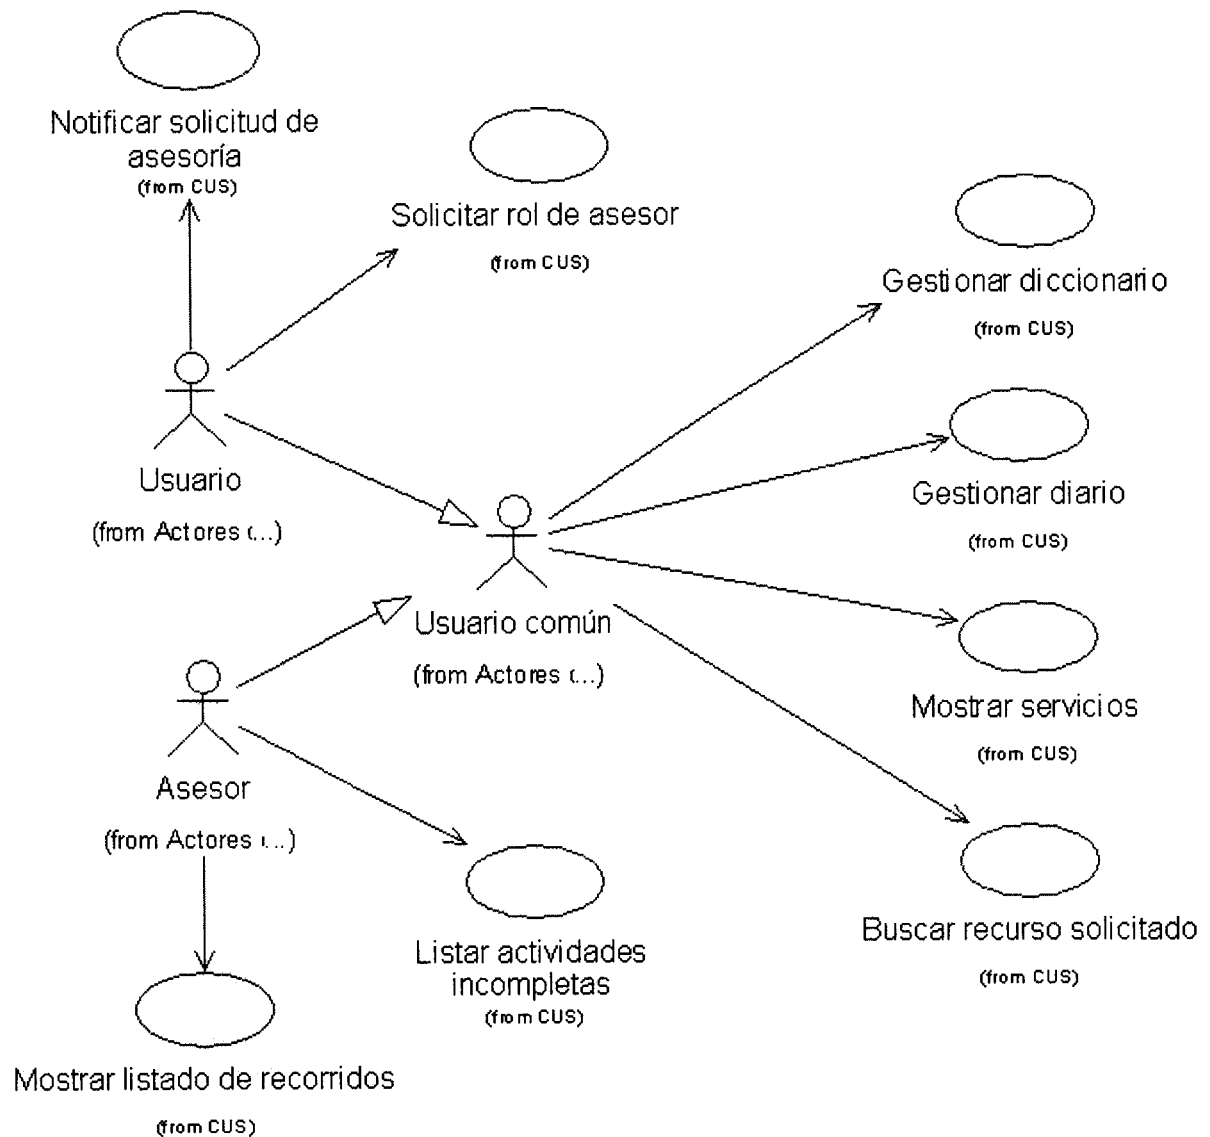 Notificar solicitud de
asesoría
(from CUS)
Solicitar rol de asesor
(from CUS)
Gestionar diccionario
(from CUS)
Usuario
(from Actores (...)
Gestionar diario
(from CUS)
Usuario común
(from Actores (...)
Mostrar servicios
(from CUS)
Asesor
(from Actores (...)
Listar actividades
incompletas
(from CUS)
Buscar recurso solicitado
(from CUS)
Mostrar listado de recorridos
(from CUS)